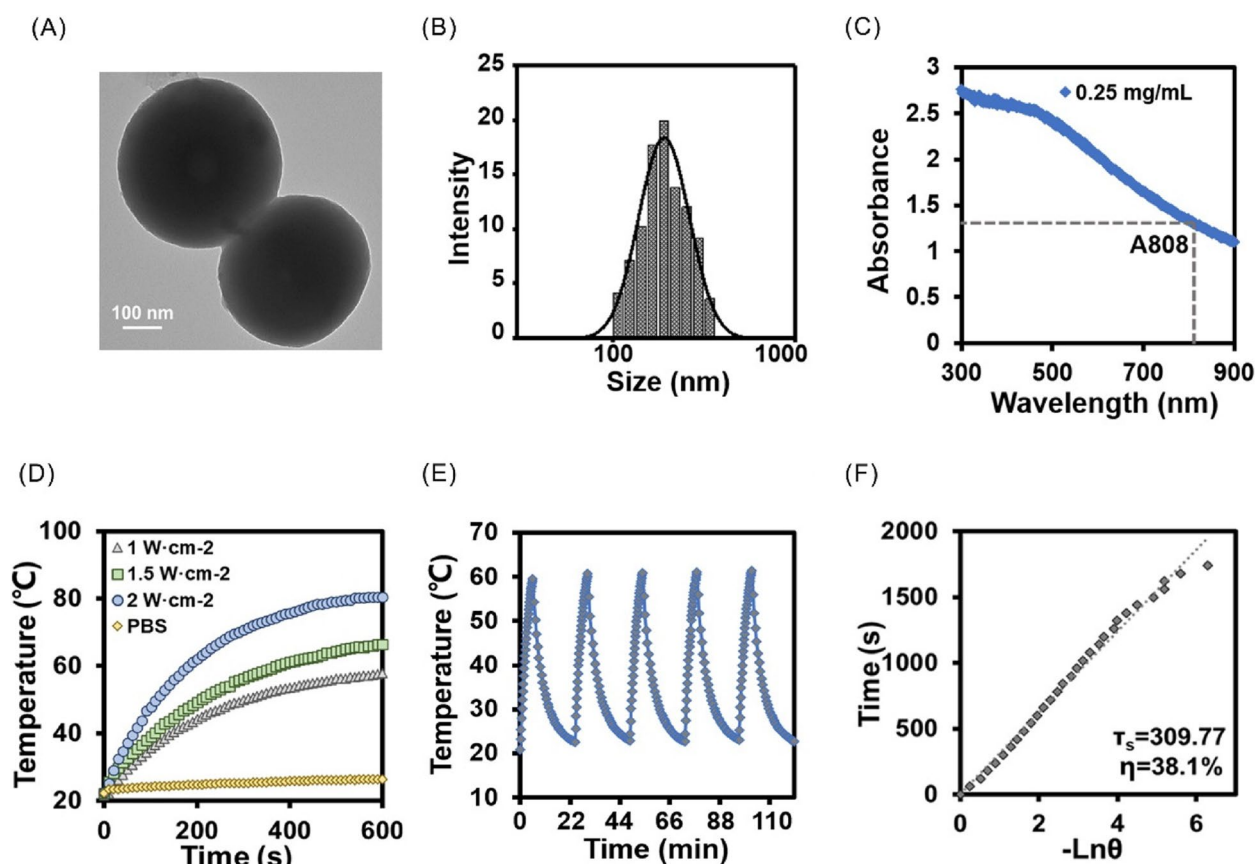 (A)
100 nm
(B)
25
20
15
10
5
0
Intensity
100 1000
Size (nm)
(C)
3
2.5
2
1.5
1
0.5
0
Absorbance
0.25 mg/mL
A808
300 500 700 900
Wavelength (nm)
(D)
100
80
60
40
20
Temperature (℃)
1 W·cm-2
1.5 W·cm-2
2 W·cm-2
PBS
0 200 400 600
Time (s)
(E)
70
60
50
40
30
20
10
Temperature (℃)
0 22 44 66 88 110
Time (min)
(F)
2000
1500
1000
500
0
Time (s)
τs=309.77
η=38.1%
0 2 4 6
-Lnθ